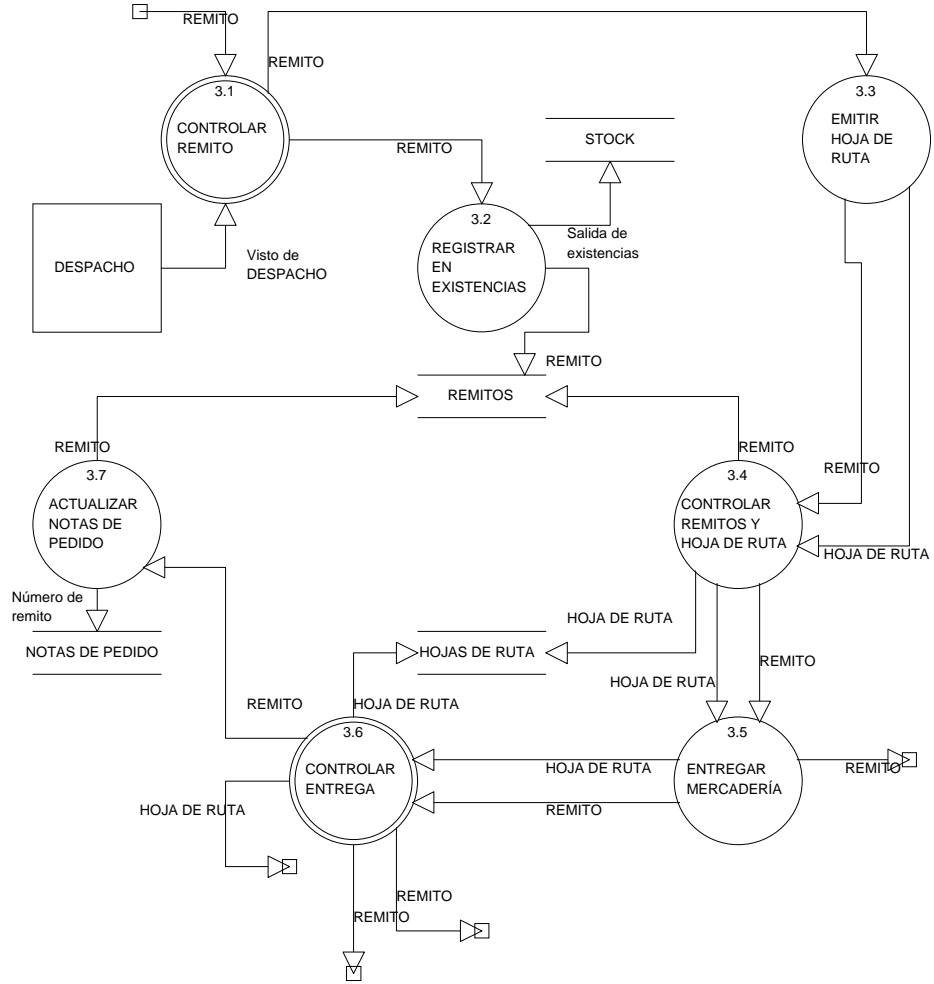 REMITO
REMITO
3.1
CONTROLAR
REMITO
3.3
EMITIR
HOJA DE
RUTA
REMITO
STOCK
3.2
REGISTRAR
EN
EXISTENCIAS
Salida de
existencias
DESPACHO
Visto de
DESPACHO
REMITO
REMITOS
REMITO
3.7
ACTUALIZAR
NOTAS DE
PEDIDO
REMITO
3.4
CONTROLAR
REMITOS Y
HOJA DE RUTA
REMITO
HOJA DE RUTA
Número de
remito
NOTAS DE PEDIDO
HOJA DE RUTA
HOJAS DE RUTA
REMITO
HOJA DE RUTA
REMITO
HOJA DE RUTA
3.6
CONTROLAR
ENTREGA
3.5
ENTREGAR
MERCADERÍA
HOJA DE RUTA
REMITO
REMITO
HOJA DE RUTA
REMITO
REMITO